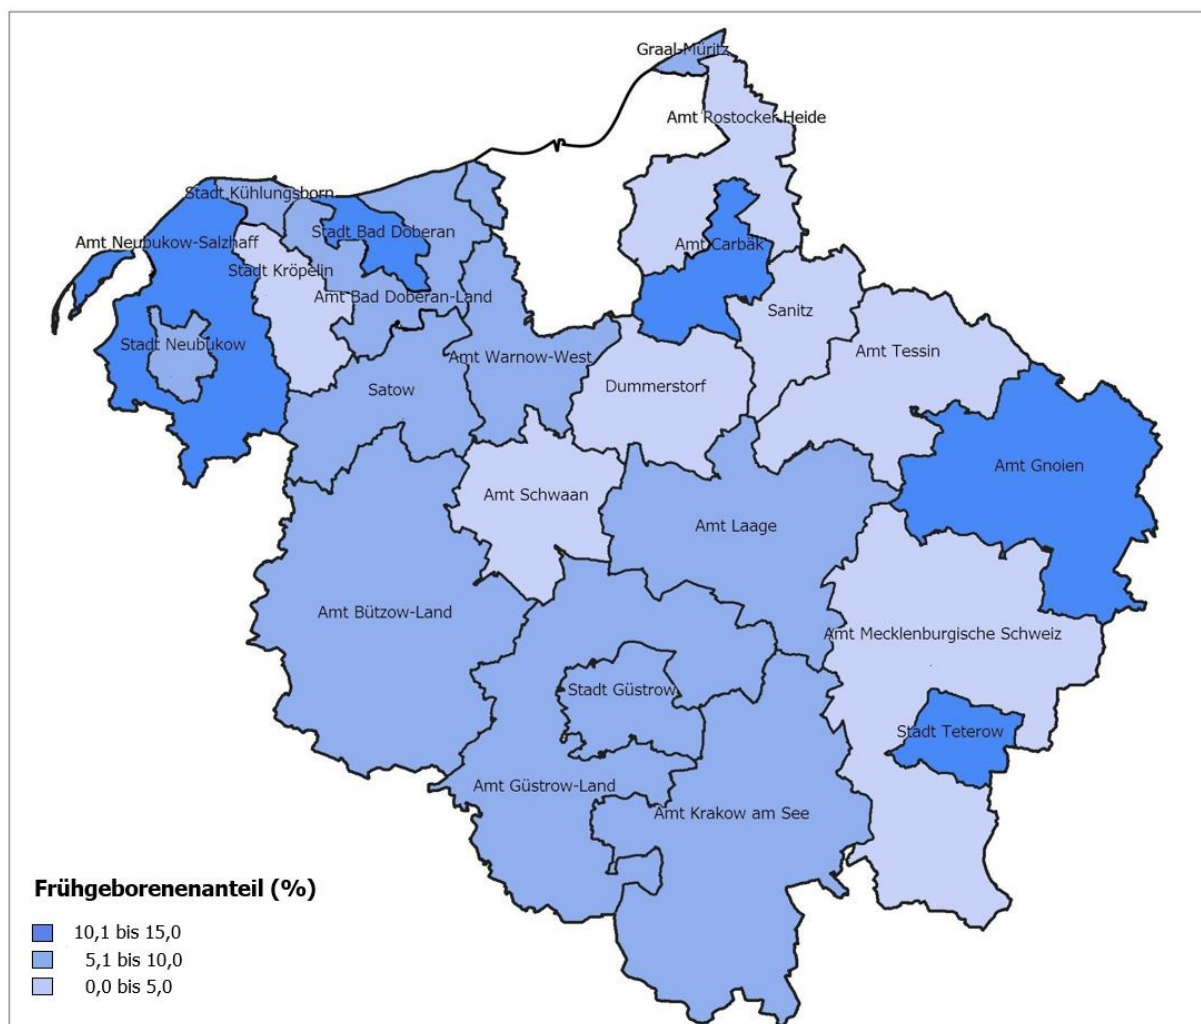 Graal-Müritz
Amt Rostocker Heide
Stadt Kühlungsborn
Stadt Bad Doberan
Amt Neubukow-Salzhaff
Amt Carbäk
Stadt Kröpelin
Amt Bad Doberan-Land
Sanitz
Stadt Neubukow
Amt Warnow-West
Amt Tessin
Satow
Dummerstorf
Amt Gnoien
Amt Schwaan
Amt Laage
Amt Bützow-Land
Amt Mecklenburgische Schweiz
Stadt Güstrow
Stadt Teterow
Amt Güstrow-Land
Amt Krakow am See
Frühgeborenenanteil (%)
10,1 bis 15,0
5,1 bis 10,0
0,0 bis 5,0